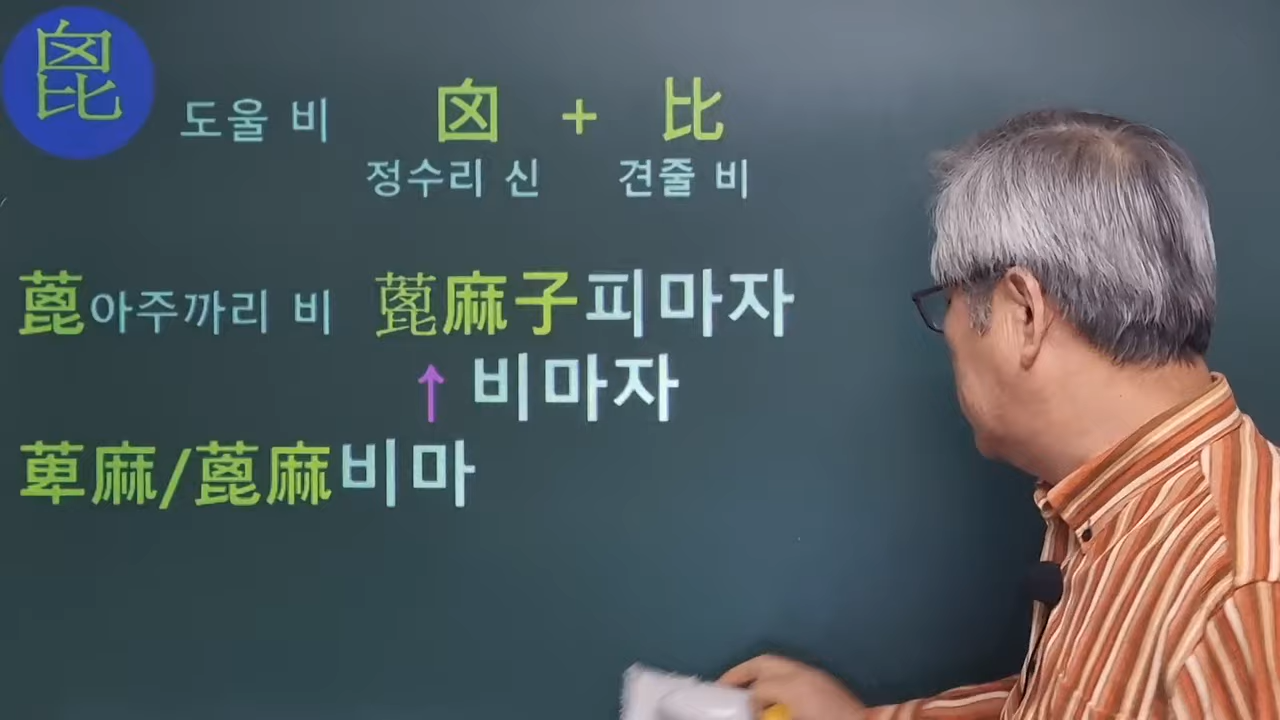 𣬉 도울 비 囟 + 比
정수리 신 견줄 비
蓖아주까리 비 蓖麻子피마자
↑ 비마자
萆麻/蓖麻비마